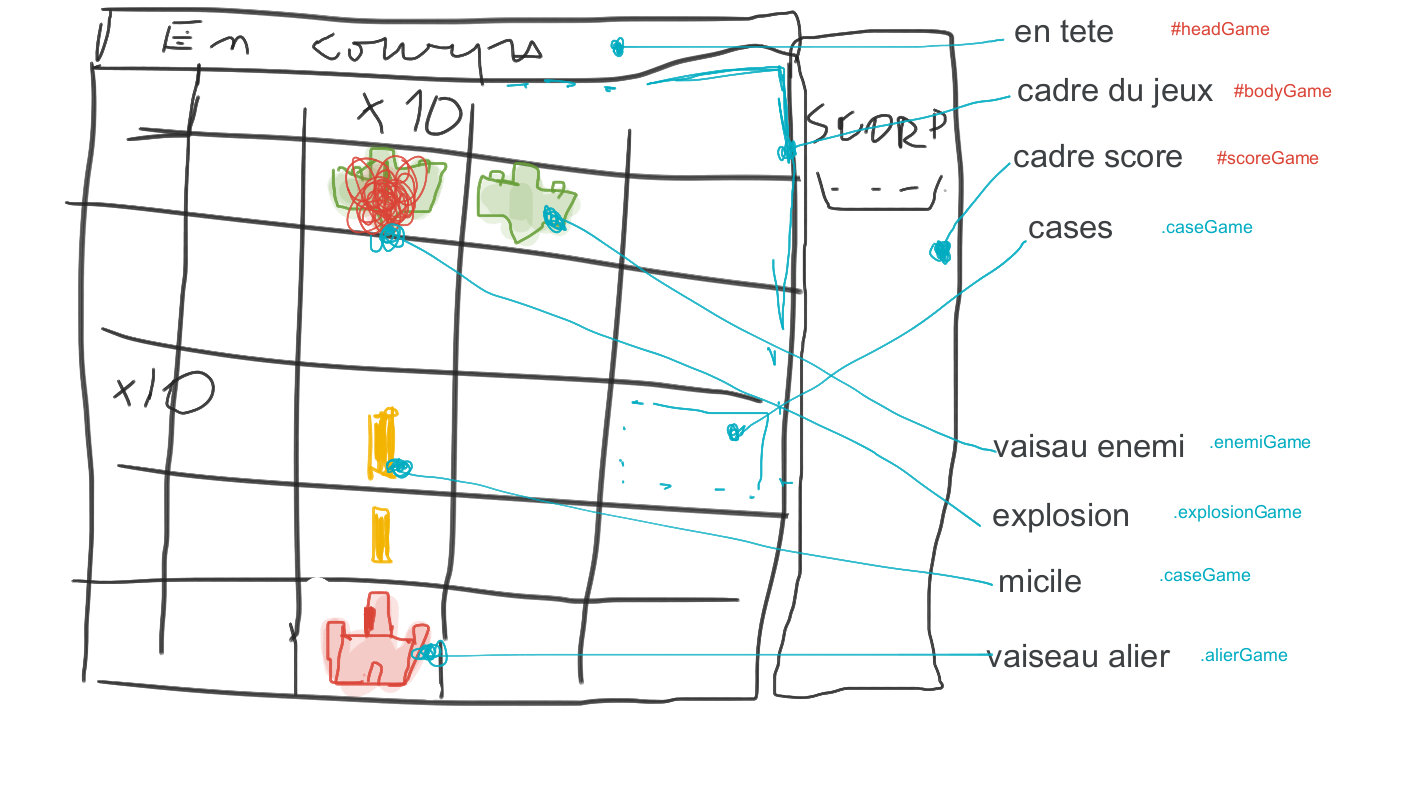 En cours
x 10
SCORE
x10
en tete #headGame
cadre du jeux #bodyGame
cadre score #scoreGame
cases .caseGame
vaisau enemi .enemiGame
explosion .explosionGame
micile .caseGame
vaiseau alier .alierGame